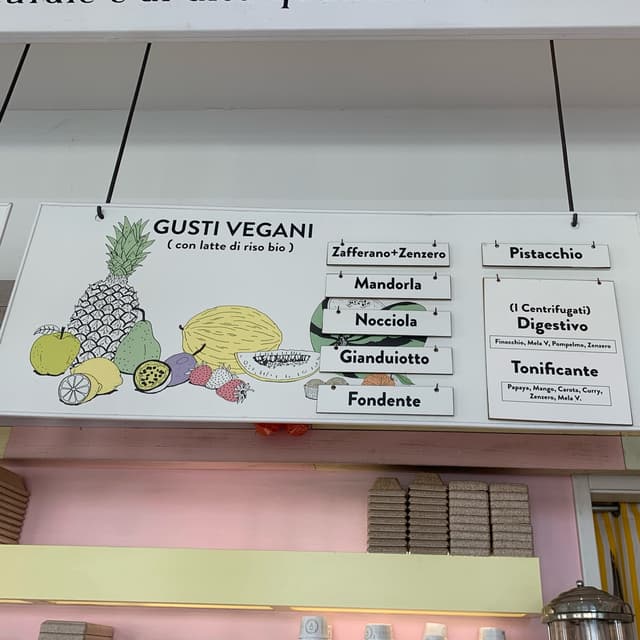 GUSTI VEGANI
( con latte di riso bio )
Zafferano+Zenzero
Mandorla
Nocciola
Gianduiotto
Fondente
Pistacchio
(I Centrifugati)
Digestivo
Finocchio, Mela V, Pompelmo, Zenzero
Tonificante
Papaya, Mango, Carota, Curry,
Zenzero, Mela V.